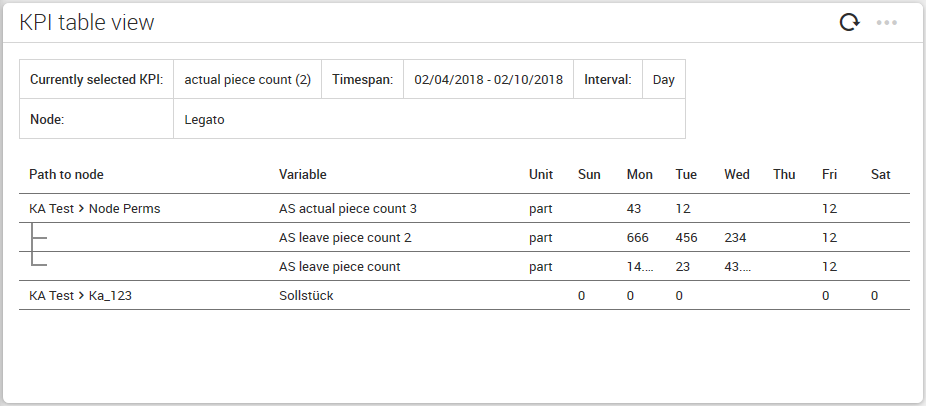 KPI table view
Currently selected KPI: actual piece count (2) Timespan: 02/04/2018 - 02/10/2018 Interval: Day
Node: Legato
Path to node Variable Unit Sun Mon Tue Wed Thu Fri Sat
KA Test > Node Perms AS actual piece count 3 part 43 12 12
AS leave piece count 2 part 666 456 234 12
AS leave piece count part 14.... 23 43.... 12
KA Test > Ka_123 Sollstück 0 0 0 0 0